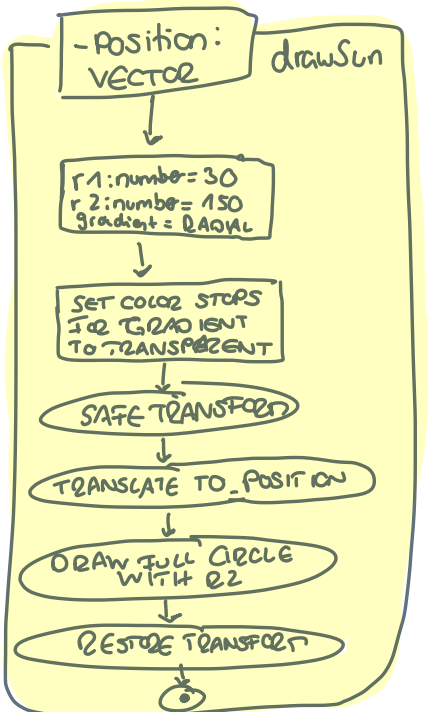 -Position:
VECTOR
drawSun
r1:number=30
r2:number=150
gradient=RADIAL
SET COLOR STOPS
FOR GRADIENT
TO TRANSPERENT
SAFE TRANSFORM
TRANSLATE TO_POSITION
DRAW FULL CIRCLE
WITH R2
RESTORE TRANSFORM